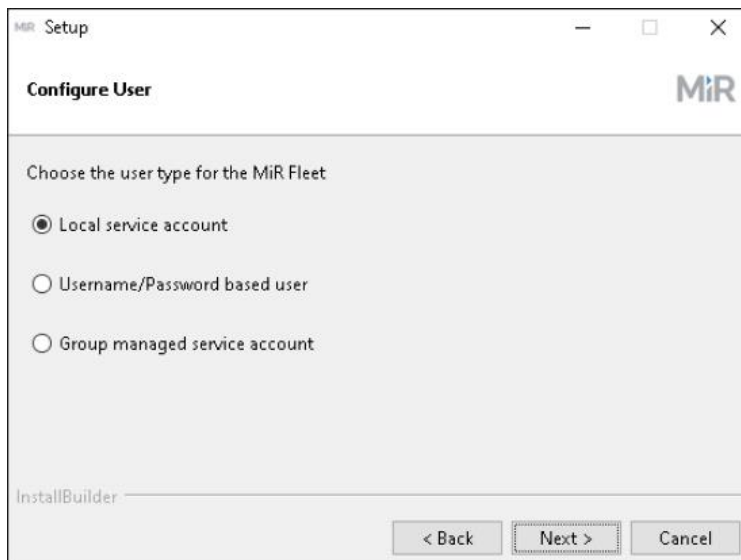 MiR Setup
Configure User
MiR
Choose the user type for the MiR Fleet
Local service account
Username/Password based user
Group managed service account
InstallBuilder
< Back Next > Cancel